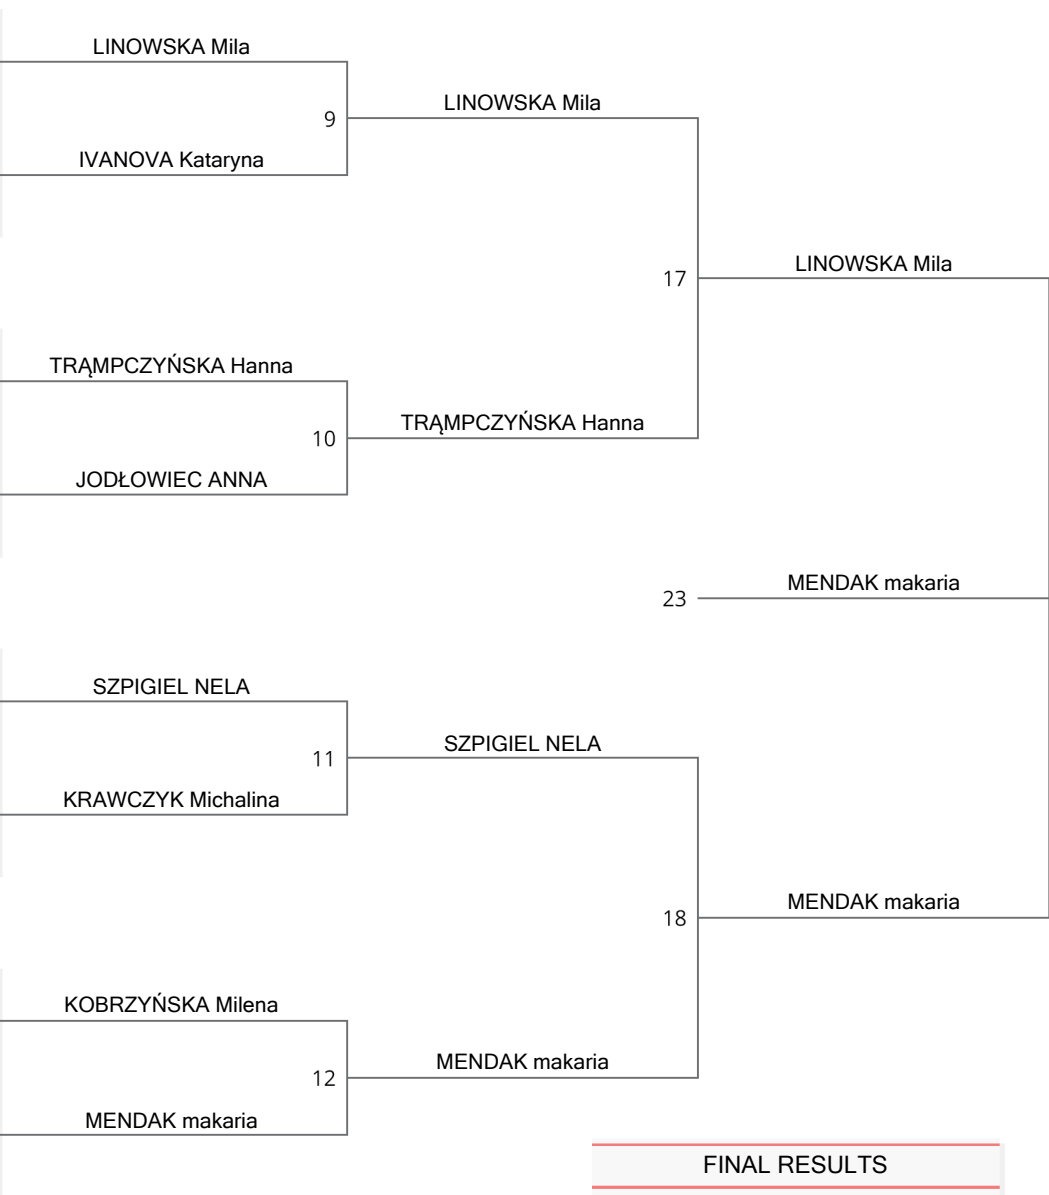 LINOWSKA Mila
LINOWSKA Mila
9
IVANOVA Kataryna
LINOWSKA Mila
17
TRĄMPCZYŃSKA Hanna
TRĄMPCZYŃSKA Hanna
10
JODŁOWIEC ANNA
MENDAK makaria
23
SZPIGIEL NELA
SZPIGIEL NELA
11
KRAWCZYK Michalina
MENDAK makaria
18
KOBRZYŃSKA Milena
MENDAK makaria
12
MENDAK makaria
FINAL RESULTS